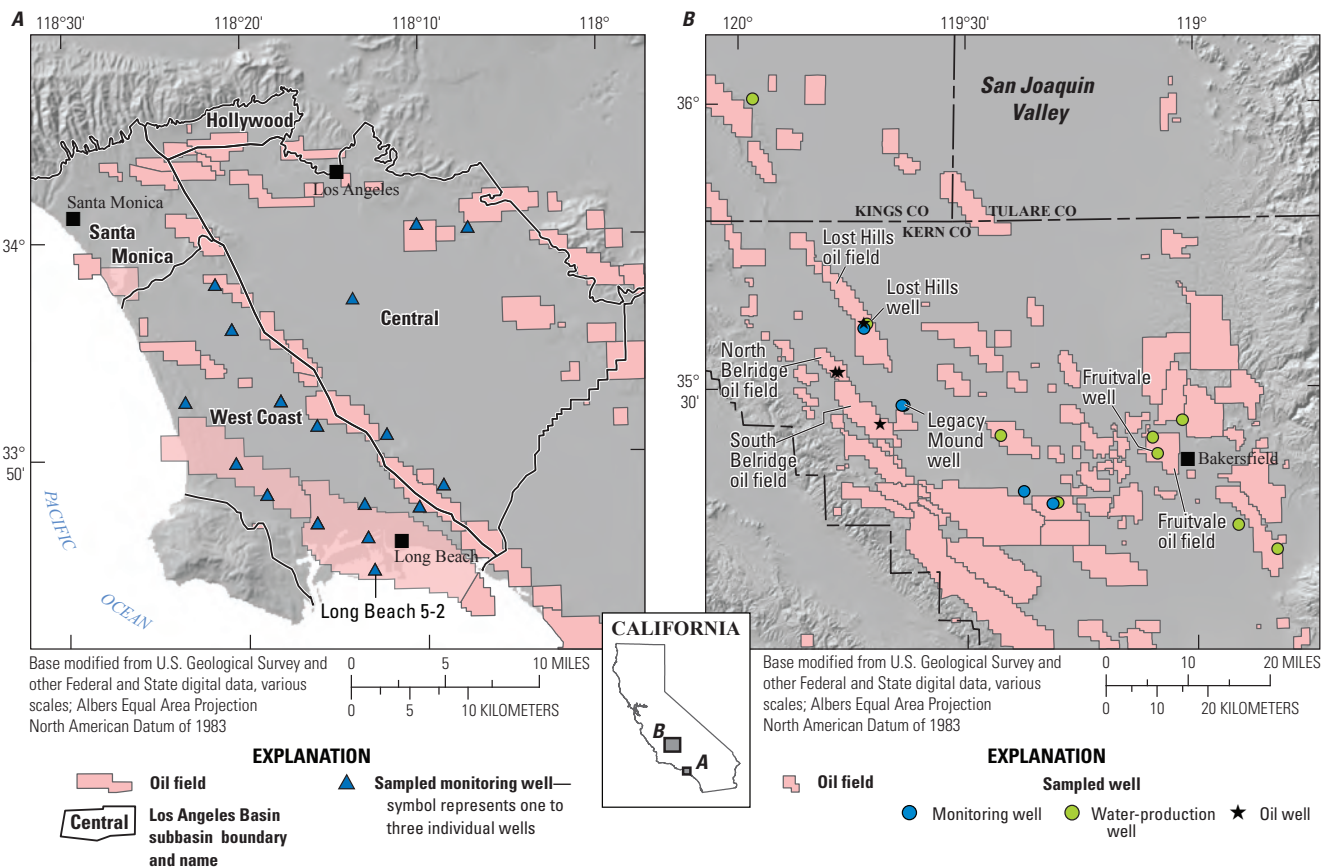 A
118°30'
118°20'
118°10'
118°
34°
33°
50'
Hollywood
Los Angeles
Santa Monica
Santa
Monica
Central
West Coast
Long Beach
Long Beach 5-2
PACIFIC
OCEAN
Base modified from U.S. Geological Survey and
other Federal and State digital data, various
scales; Albers Equal Area Projection
North American Datum of 1983
0 5 10 MILES
0 5 10 KILOMETERS
EXPLANATION
Oil field
Central
Los Angeles Basin
subbasin boundary
and name
Sampled monitoring well—
symbol represents one to
three individual wells
CALIFORNIA
B
A
B
120°
119°30'
119°
36°
35°
30'
San Joaquin
Valley
KINGS CO
TULARE CO
KERN CO
Lost Hills
oil field
Lost Hills
well
North
Belridge
oil field
South
Belridge
oil field
Legacy
Mound
well
Fruitvale
well
Bakersfield
Fruitvale
oil field
Base modified from U.S. Geological Survey and
other Federal and State digital data, various
scales; Albers Equal Area Projection
North American Datum of 1983
0 10 20 MILES
0 10 20 KILOMETERS
EXPLANATION
Oil field
Sampled well
Monitoring well
Water-production
well
Oil well